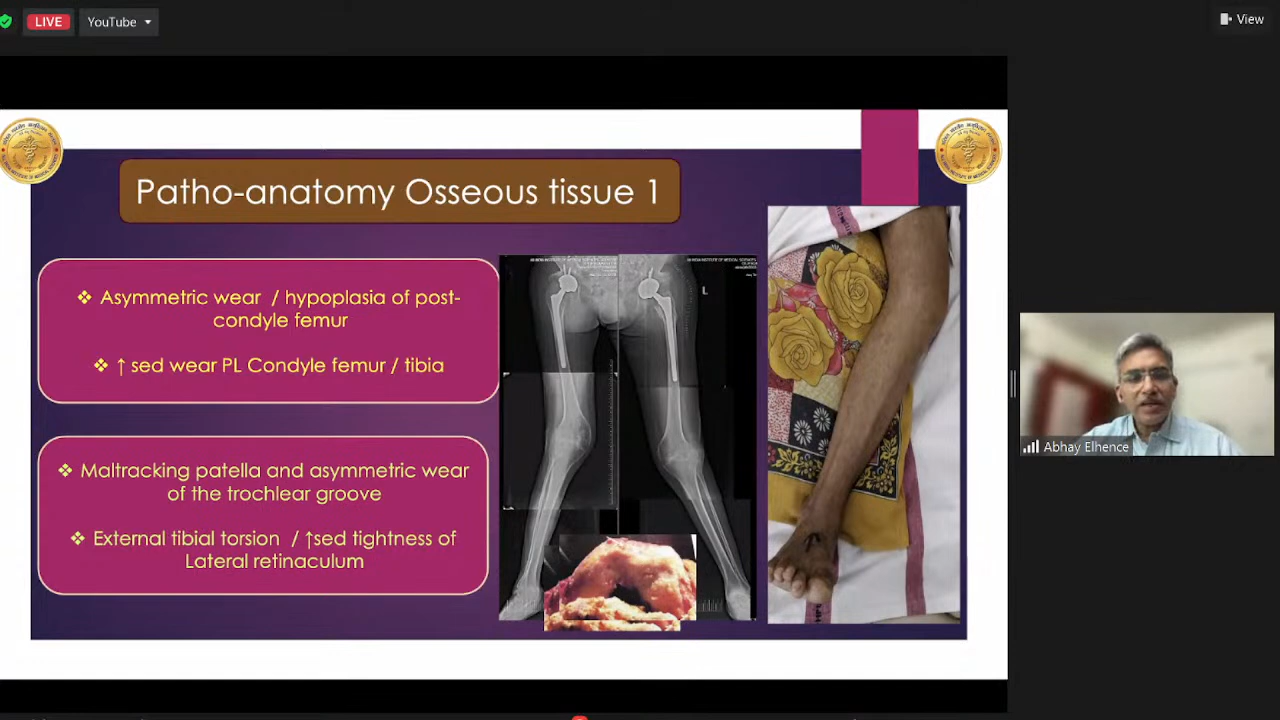 LIVE
YouTube
View
Patho-anatomy Osseous tissue 1
❖ Asymmetric wear / hypoplasia of post-
condyle femur
❖ ↑ sed wear PL Condyle femur / tibia
❖ Maltracking patella and asymmetric wear
of the trochlear groove
❖ External tibial torsion / ↑sed tightness of
Lateral retinaculum
L
Abhay Elhence